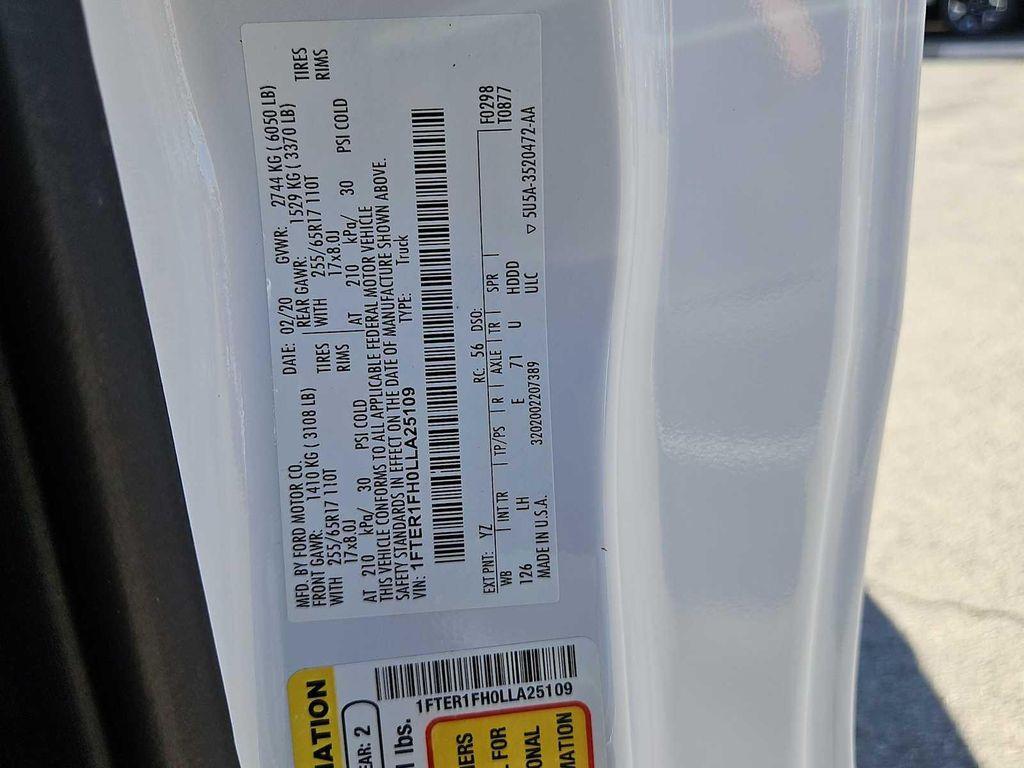 MFD. BY FORD MOTOR CO.
DATE: 02/20 GVWR: 2744 KG ( 6050 LB)
FRONT GAWR: 1410 KG ( 3108 LB) REAR GAWR: 1529 KG ( 3370 LB)
WITH 255/65R17 110T TIRES WITH 255/65R17 110T TIRES
17x8.0J RIMS 17x8.0J RIMS
AT 210 kPa/ 30 PSI COLD AT 210 kPa/ 30 PSI COLD
THIS VEHICLE CONFORMS TO ALL APPLICABLE FEDERAL MOTOR VEHICLE
SAFETY STANDARDS IN EFFECT ON THE DATE OF MANUFACTURE SHOWN ABOVE.
VIN: 1FTER1FH0LLA25109 TYPE: Truck
EXT PNT: YZ RC: 56 DSO: F0298
WB INT TR TP/PS R AXLE TR SPR T0877
126 LH E 71 U HDDD
MADE IN U.S.A. 3202002207389 ULC ▽ 5U5A-3520472-AA
MATION
EAR: 2
lbs.
1FTER1FH0LLA25109
FOR